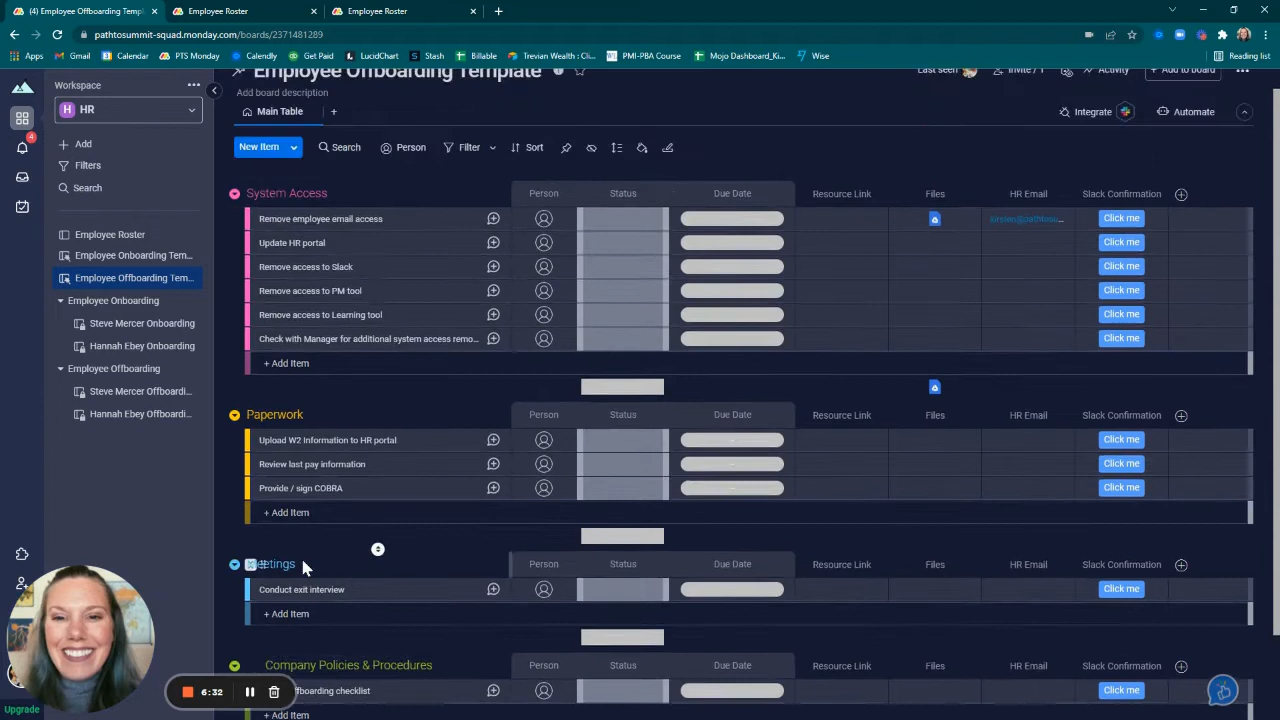 (4) Employee Offboarding Templ
Employee Roster
Employee Roster
pathtosummit-squad.monday.com/boards/2371481289
Apps
Gmail
Calendly
PTS Monday
Get Paid
LucidChart
Stash
Billable
Trevian Wealth : Cli...
PMI-PBA Course
Mojo Dashboard_Ki...
Wise
Reading list
Workspace
H HR
Add
Filters
Search
Employee Roster
Employee Onboarding Tem...
Employee Offboarding Tem...
Employee Onboarding
Steve Mercer Onboarding
Hannah Ebey Onboarding
Employee Offboarding
Steve Mercer Offboardi...
Hannah Ebey Offboardi...
Upgrade
6:32
Employee Offboarding Template
Last seen
Invite / 1
Activity
+ Add to board
Add board description
Main Table
Integrate
Automate
New Item
Search
Person
Filter
Sort
System Access Person Status Due Date Resource Link Files HR Email Slack Confirmation
Remove employee email access Click me
Update HR portal Click me
Remove access to Slack Click me
Remove access to PM tool Click me
Remove access to Learning tool Click me
Check with Manager for additional system access remo... Click me
+ Add Item
Paperwork Person Status Due Date Resource Link Files HR Email Slack Confirmation
Upload W2 Information to HR portal - Click me
Review last pay information - Click me
Provide / sign COBRA - Click me
+ Add Item
etings Person Status Due Date Resource Link Files HR Email Slack Confirmation
Conduct exit interview Click me
+ Add Item
Company Policies & Procedures Person Status Due Date Resource Link Files HR Email Slack Confirmation
ffboarding checklist Click me
+ Add Item